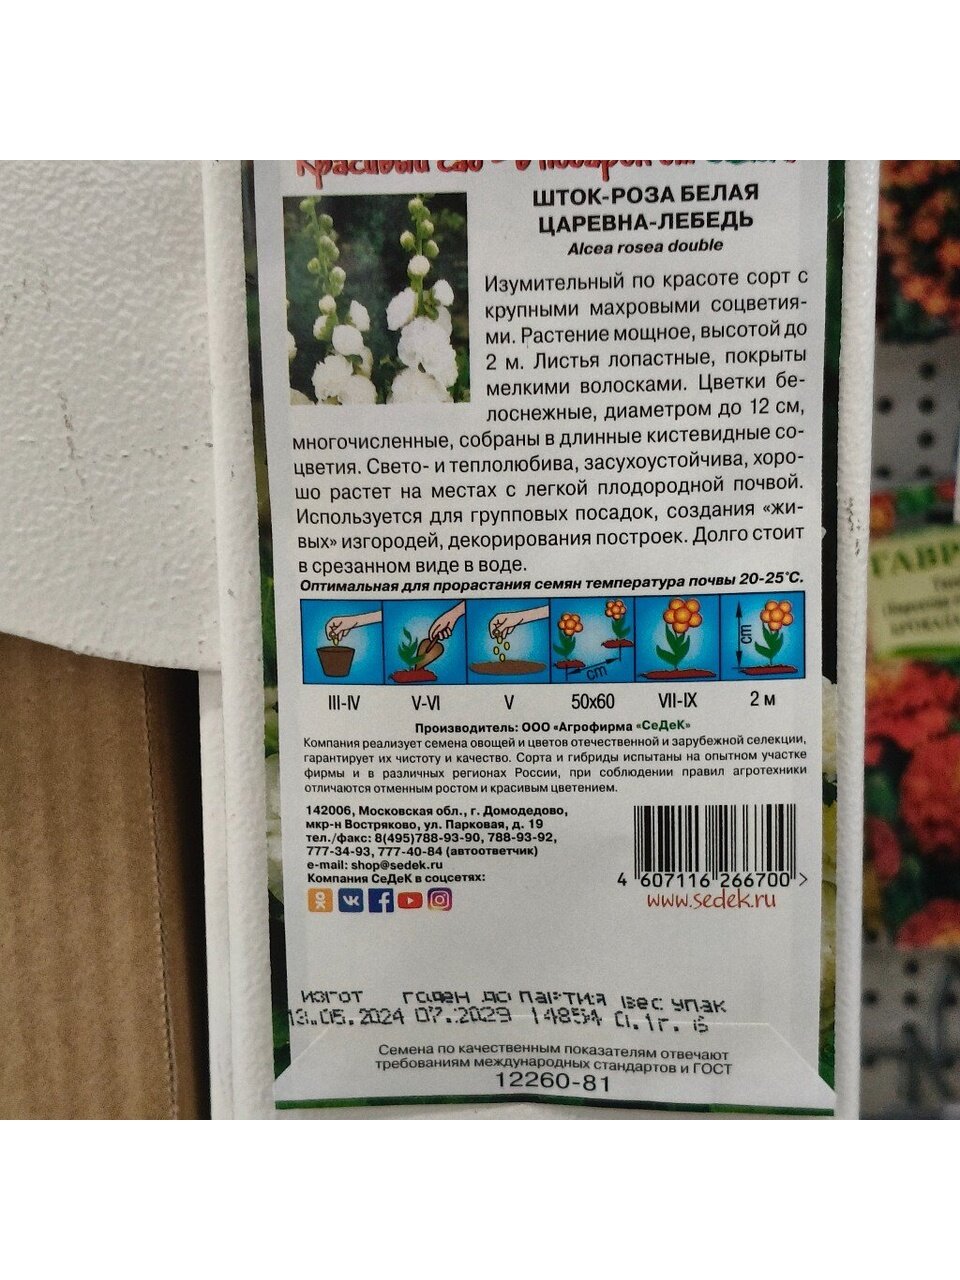 Красивый сад - в подарок от
ШТОК-РОЗА БЕЛАЯ
ЦАРЕВНА-ЛЕБЕДЬ
Alcea rosea double
Изумительный по красоте сорт с
крупными махровыми соцветия-
ми. Растение мощное, высотой до
2 м. Листья лопастные, покрыты
мелкими волосками. Цветки бе-
лоснежные, диаметром до 12 см,
многочисленные, собраны в длинные кистевидные со-
цветия. Свето- и теплолюбива, засухоустойчива, хоро-
шо растет на местах с легкой плодородной почвой.
Используется для групповых посадок, создания «жи-
вых» изгородей, декорирования построек. Долго стоит
в срезанном виде в воде.
Оптимальная для прорастания семян температура почвы 20-25°С.
cm
cm
III-IV V-VI V 50x60 VII-IX 2 м
Производитель: ООО «Агрофирма «СеДеК»
Компания реализует семена овощей и цветов отечественной и зарубежной селекции,
гарантирует их чистоту и качество. Сорта и гибриды испытаны на опытном участке
фирмы и в различных регионах России, при соблюдении правил агротехники
отличаются отменным ростом и красивым цветением.
142006, Московская обл., г. Домодедово,
мкр-н Востряково, ул. Парковая, д. 19
тел./факс: 8(495)788-93-90, 788-93-92,
777-34-93, 777-40-84 (автоответчик)
e-mail: shop@sedek.ru
Компания СеДеК в соцсетях:
4 607116 266700 >
www.sedek.ru
изгот годен до партия вес упак
13.05.2024 07.2029 14854 0.1г. 6
Семена по качественным показателям отвечают
требованиям международных стандартов и ГОСТ
12260-81
ГАВР